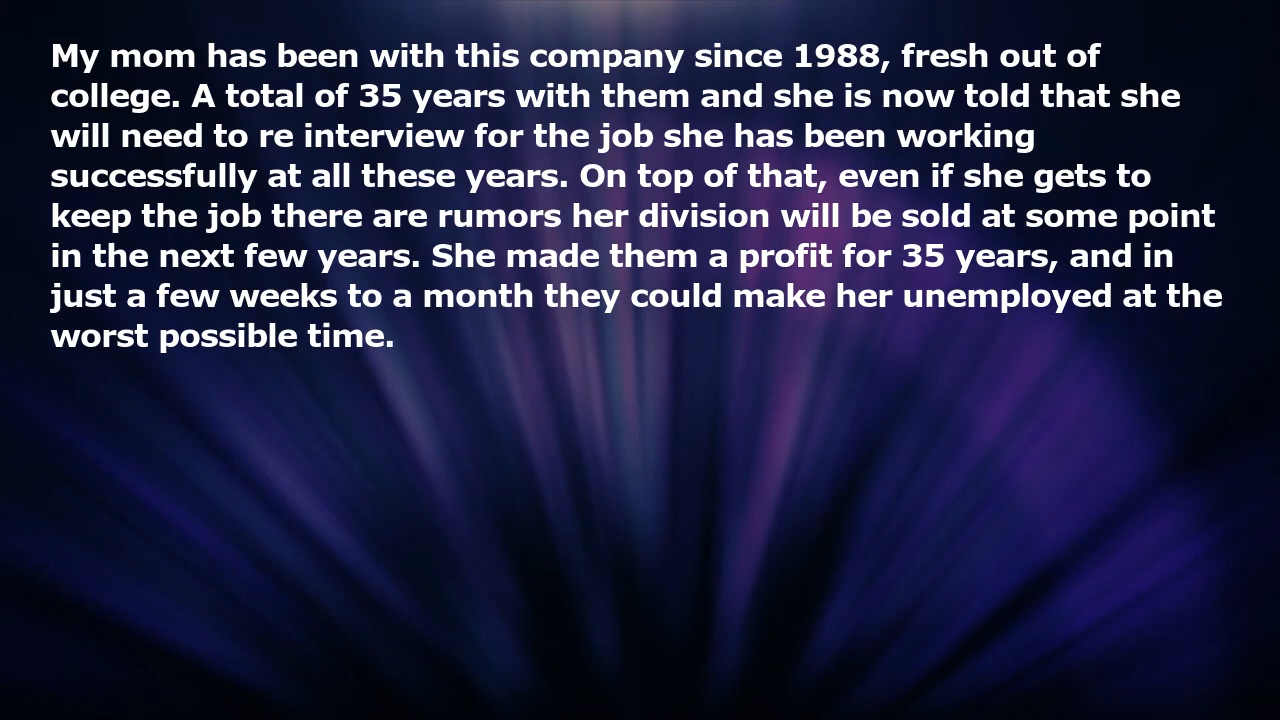 My mom has been with this company since 1988, fresh out of
college. A total of 35 years with them and she is now told that she
will need to re interview for the job she has been working
successfully at all these years. On top of that, even if she gets to
keep the job there are rumors her division will be sold at some point
in the next few years. She made them a profit for 35 years, and in
just a few weeks to a month they could make her unemployed at the
worst possible time.